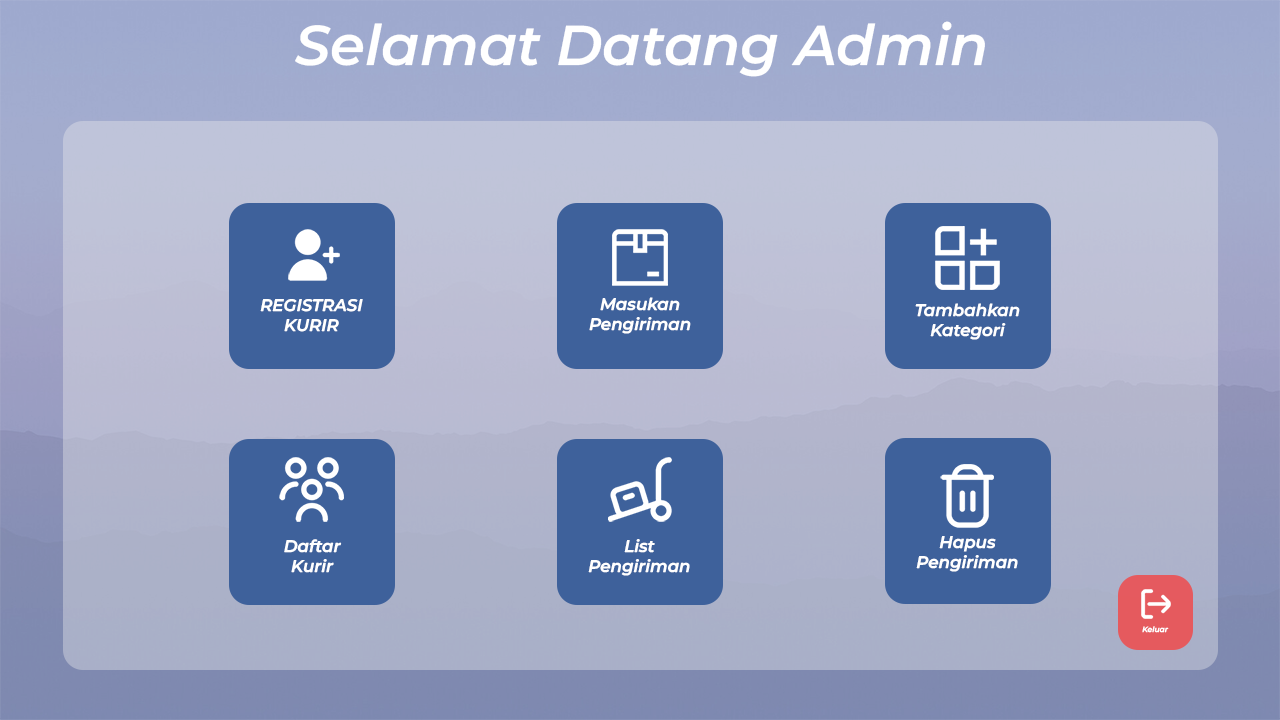 Selamat Datang Admin
REGISTRASI
KURIR
Masukan
Pengiriman
Tambahkan
Kategori
Daftar
Kurir
List
Pengiriman
Hapus
Pengiriman
Keluar